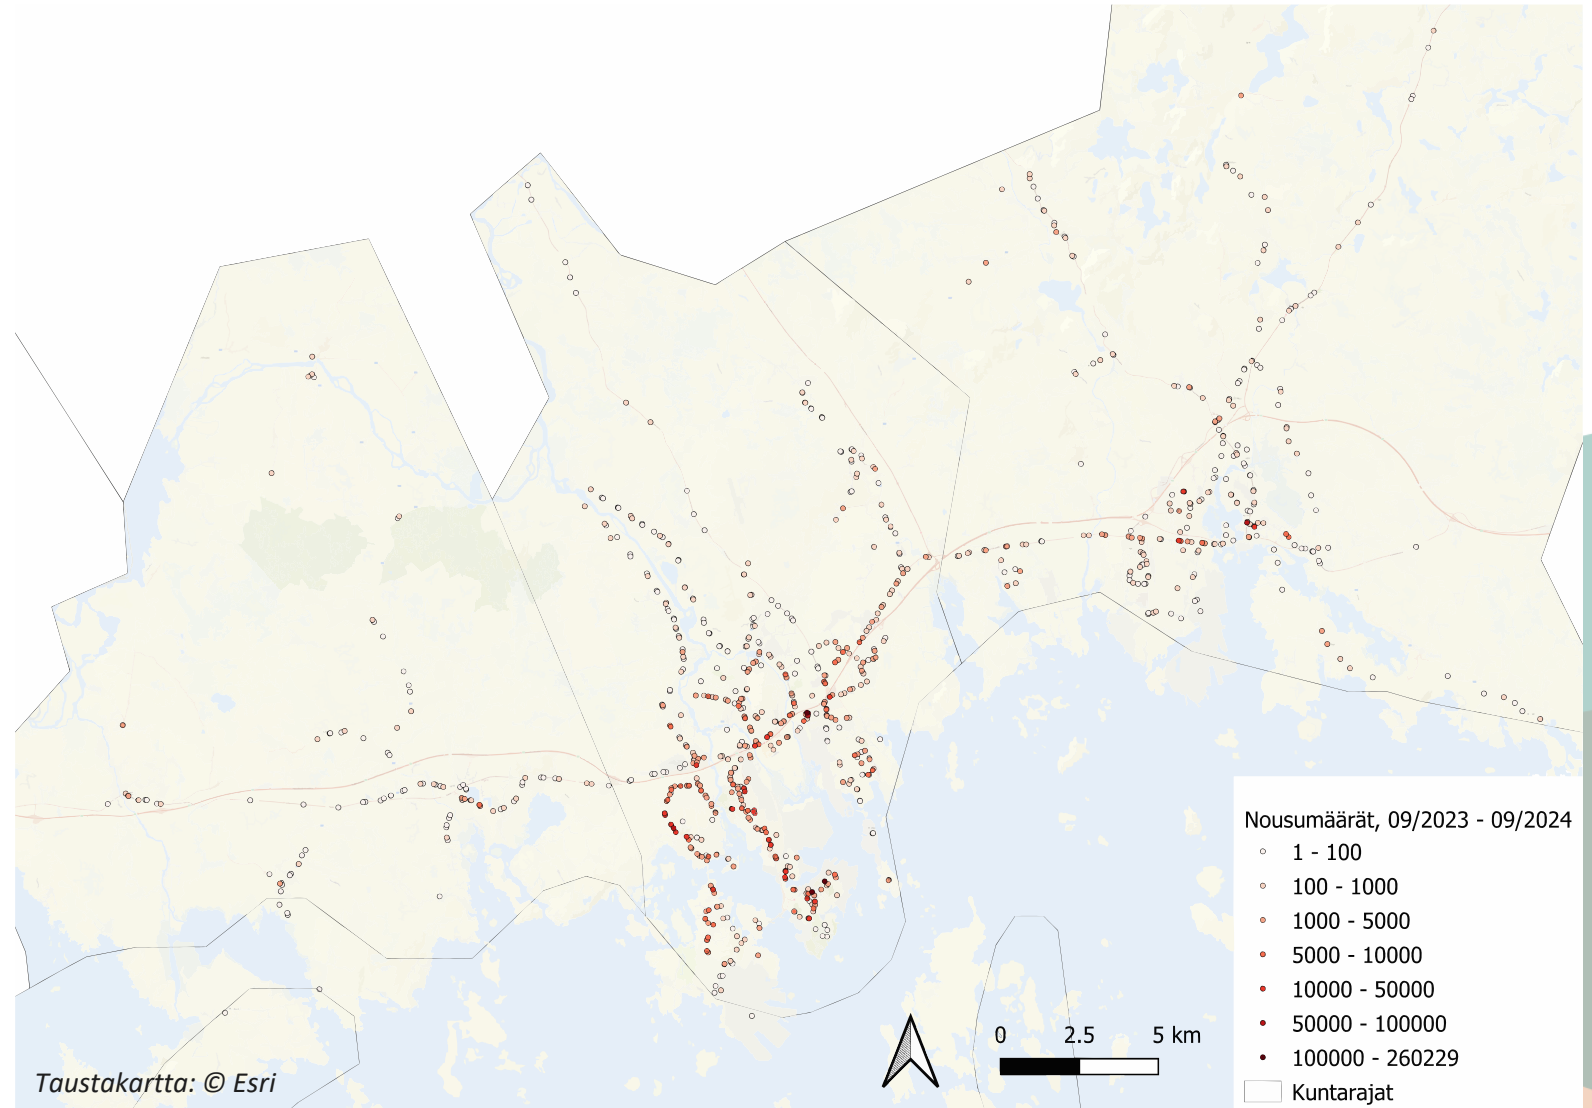 Nousumäärät, 09/2023 - 09/2024
1 - 100
100 - 1000
1000 - 5000
5000 - 10000
10000 - 50000
50000 - 100000
100000 - 260229
Kuntarajat
0 2.5 5 km
Taustakartta: © Esri